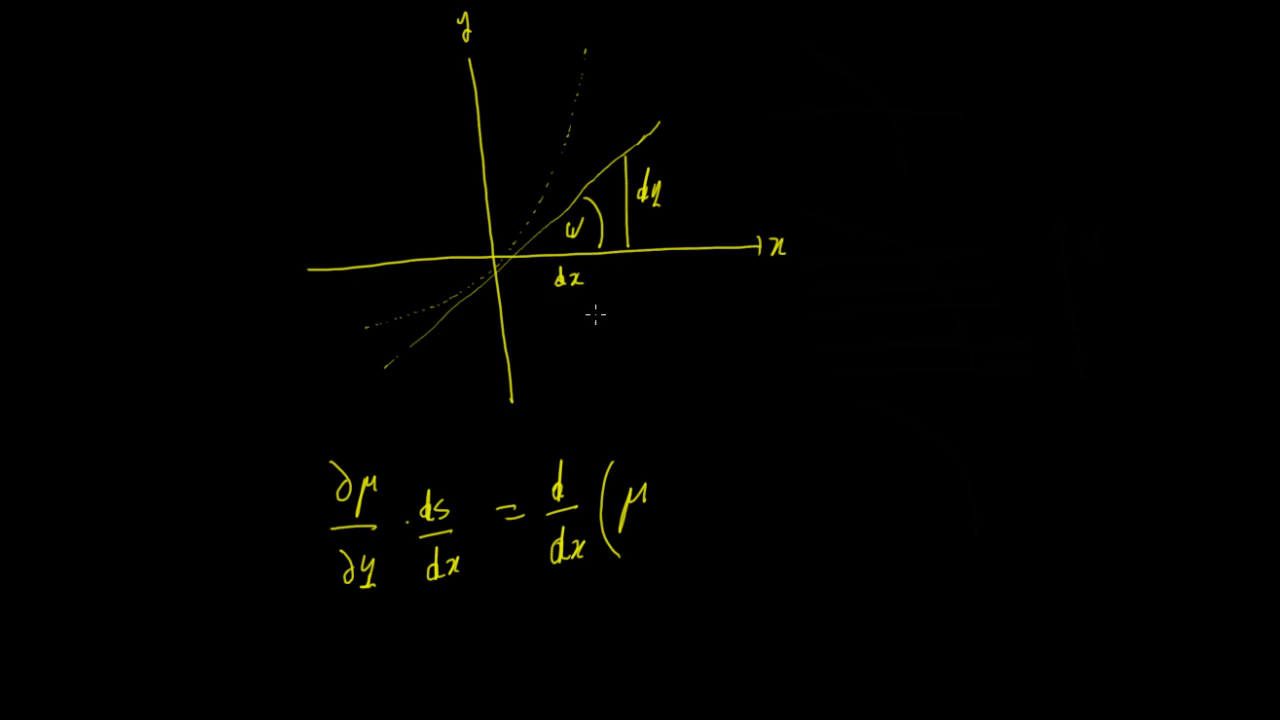 y
dy
ω
x
dx
∂μ/∂y · ds/dx = d/dx (μ